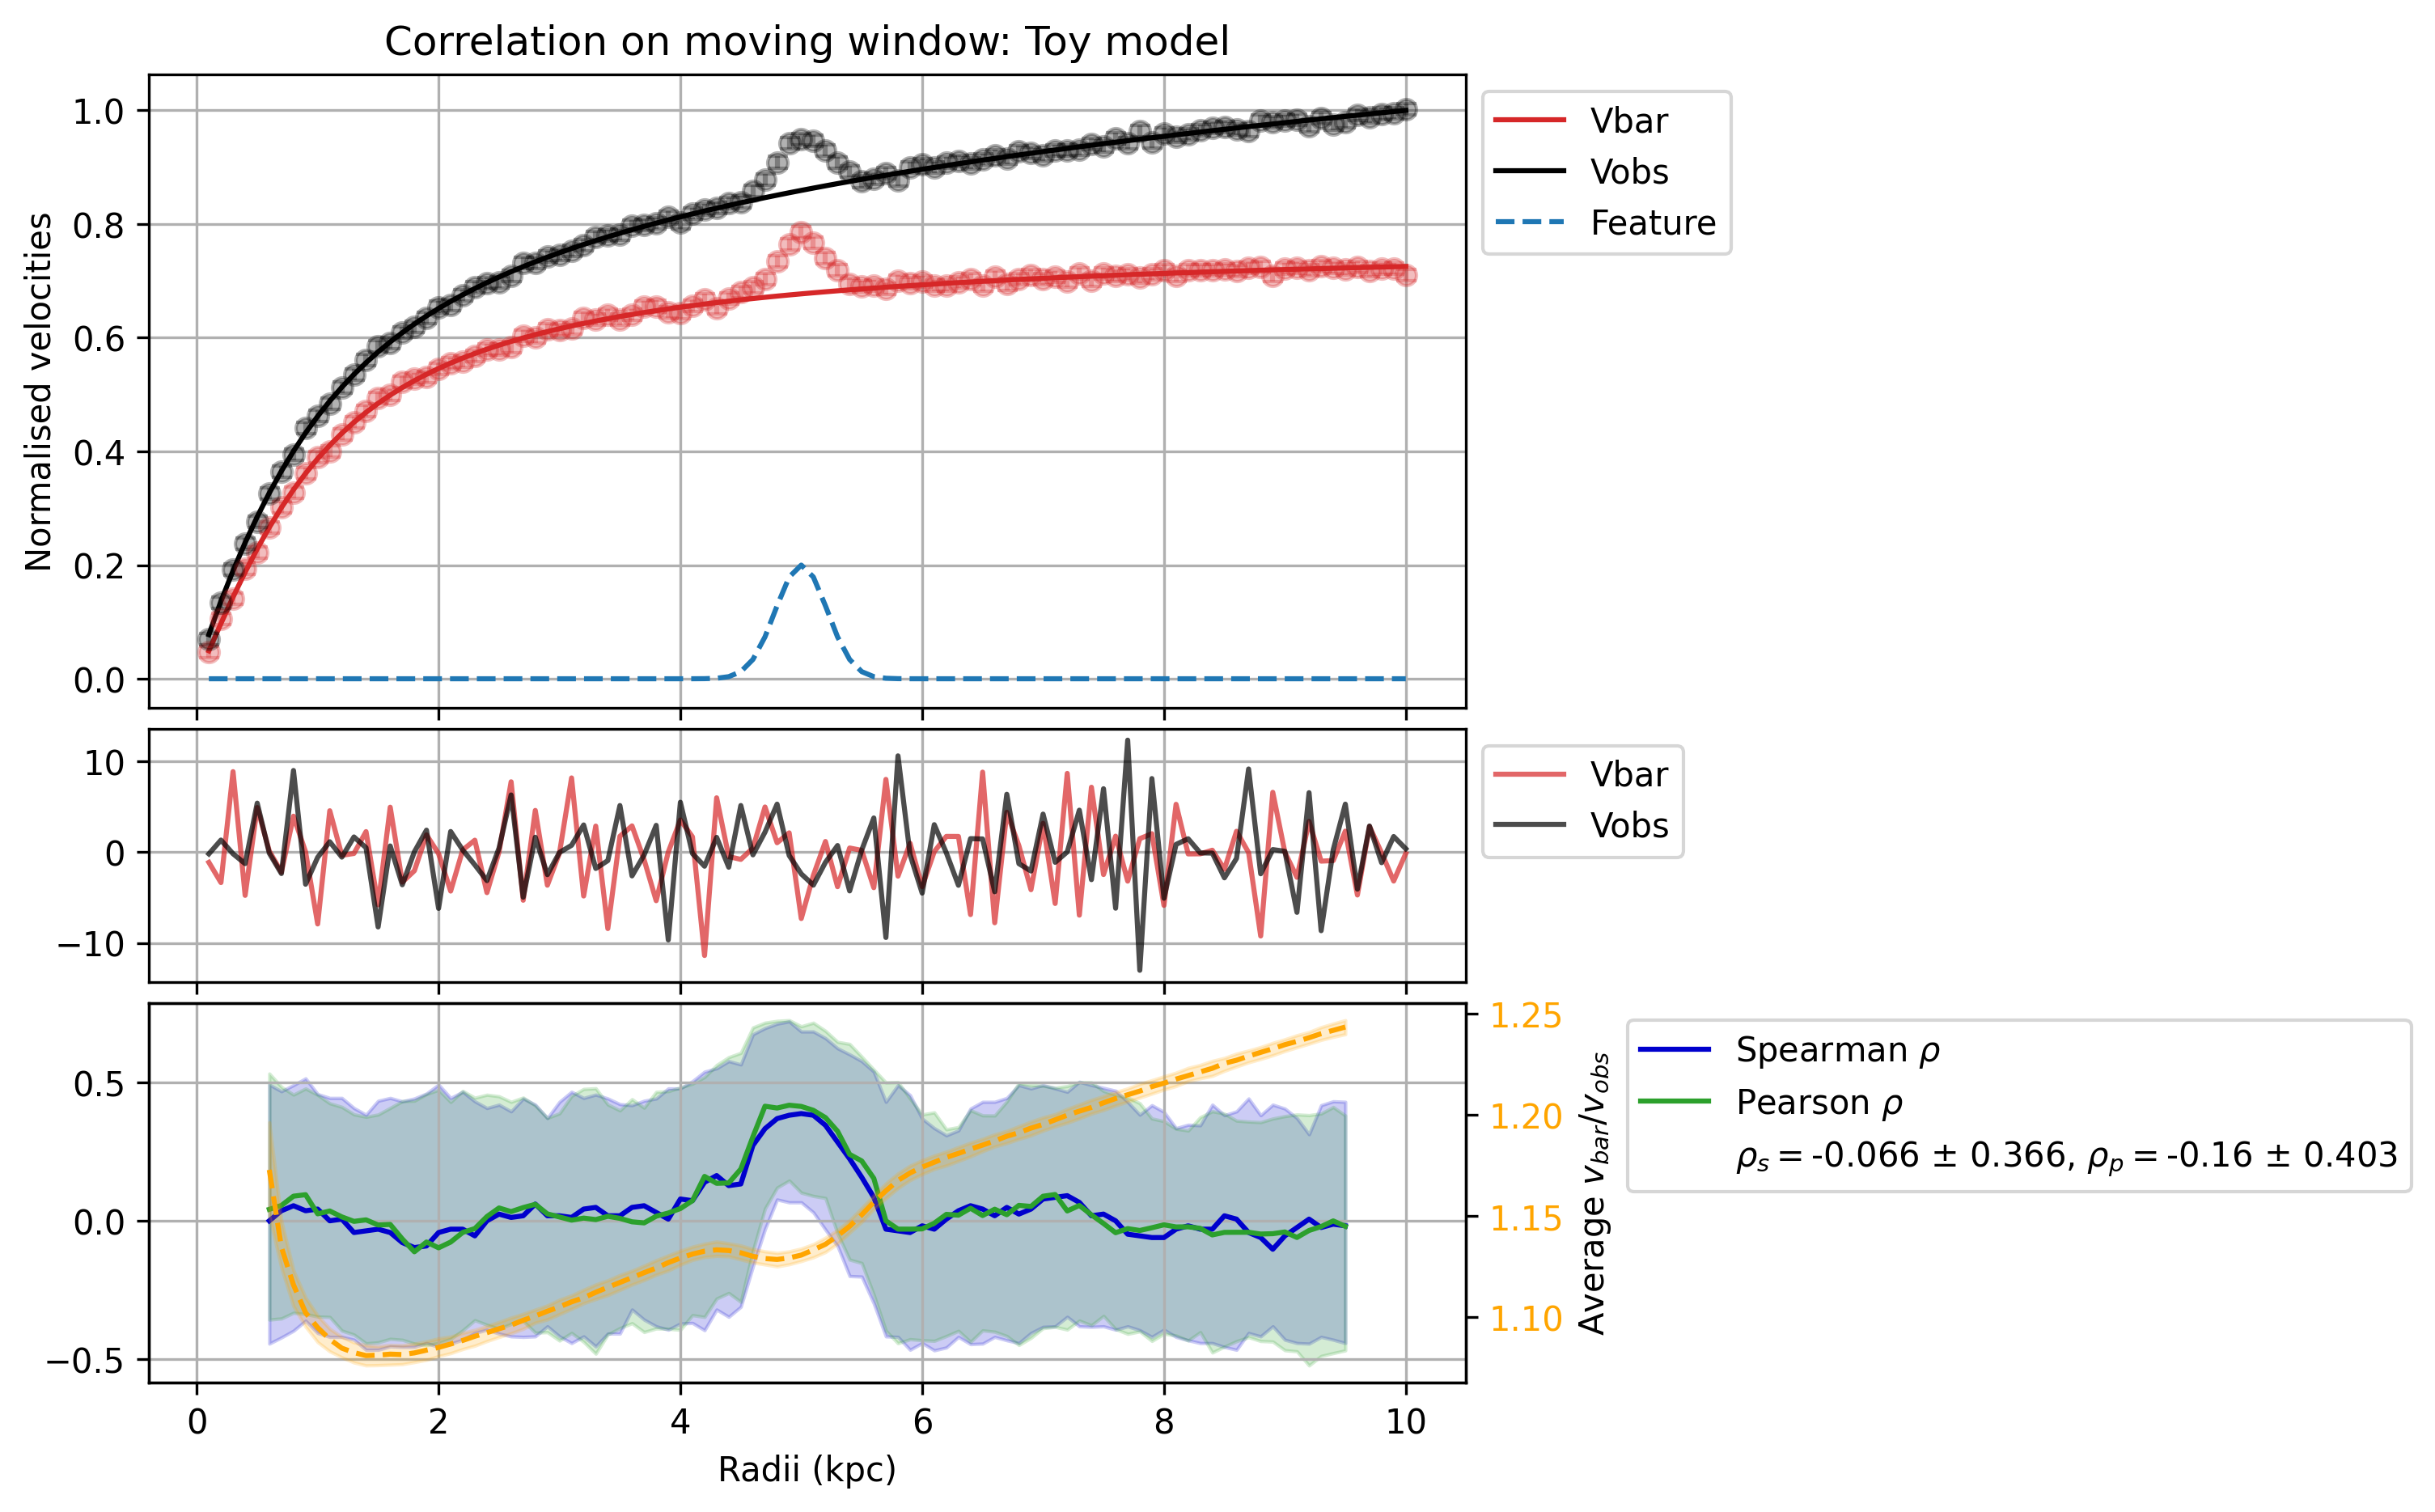 Correlation on moving window: Toy model
Normalised velocities
1.0
0.8
0.6
0.4
0.2
0.0
Vbar
Vobs
Feature
10
0
−10
Vbar
Vobs
0.5
0.0
−0.5
1.25
1.20
1.15
1.10
Average v_bar/v_obs
Spearman ρ
Pearson ρ
ρ_s = -0.066 ± 0.366, ρ_p = -0.16 ± 0.403
0 2 4 6 8 10
Radii (kpc)